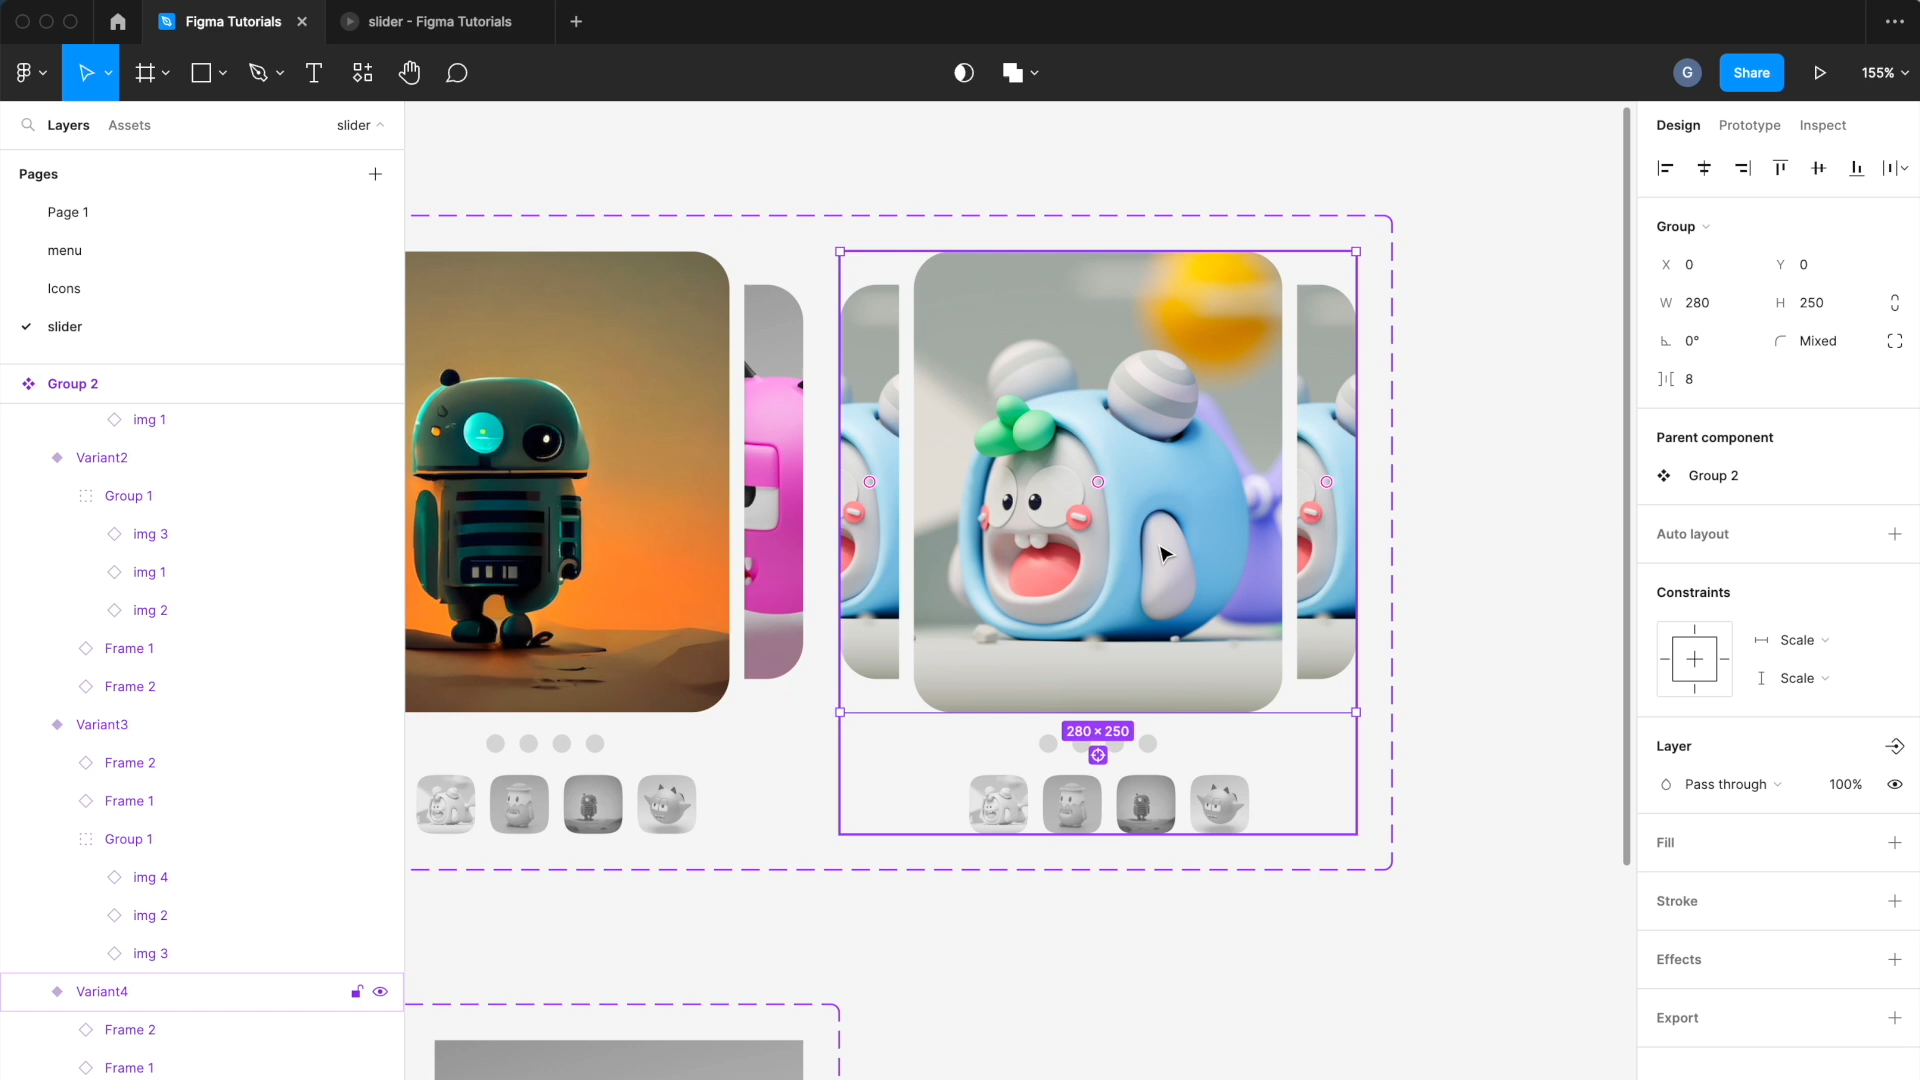 Figma Tutorials
slider - Figma Tutorials
G
Share
155%
Layers
Assets
slider
Pages
Page 1
menu
Icons
slider
Group 2
img 1
Variant2
Group 1
img 3
img 1
img 2
Frame 1
Frame 2
Variant3
Frame 2
Frame 1
Group 1
img 4
img 2
img 3
Variant4
Frame 2
Frame 1
280 × 250
Design
Prototype
Inspect
Group
X 0
Y 0
W 280
H 250
0°
Mixed
8
Parent component
Group 2
Auto layout
Constraints
Scale
Scale
Layer
Pass through
100%
Fill
Stroke
Effects
Export